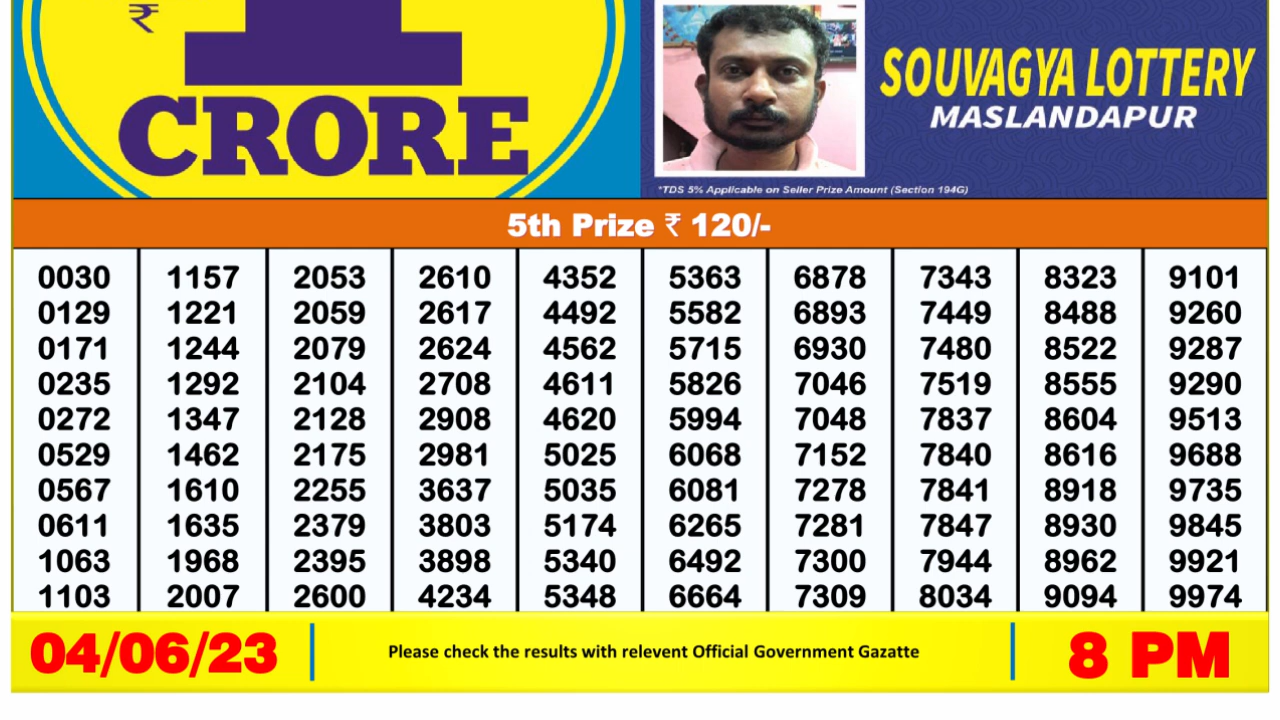 ₹ 1
CRORE
SOUVAGYA LOTTERY
MASLANDAPUR
*TDS 5% Applicable on Seller Prize Amount (Section 194G)
5th Prize ₹ 120/-
0030 1157 2053 2610 4352 5363 6878 7343 8323 9101
0129 1221 2059 2617 4492 5582 6893 7449 8488 9260
0171 1244 2079 2624 4562 5715 6930 7480 8522 9287
0235 1292 2104 2708 4611 5826 7046 7519 8555 9290
0272 1347 2128 2908 4620 5994 7048 7837 8604 9513
0529 1462 2175 2981 5025 6068 7152 7840 8616 9688
0567 1610 2255 3637 5035 6081 7278 7841 8918 9735
0611 1635 2379 3803 5174 6265 7281 7847 8930 9845
1063 1968 2395 3898 5340 6492 7300 7944 8962 9921
1103 2007 2600 4234 5348 6664 7309 8034 9094 9974
04/06/23 Please check the results with relevent Official Government Gazatte 8 PM